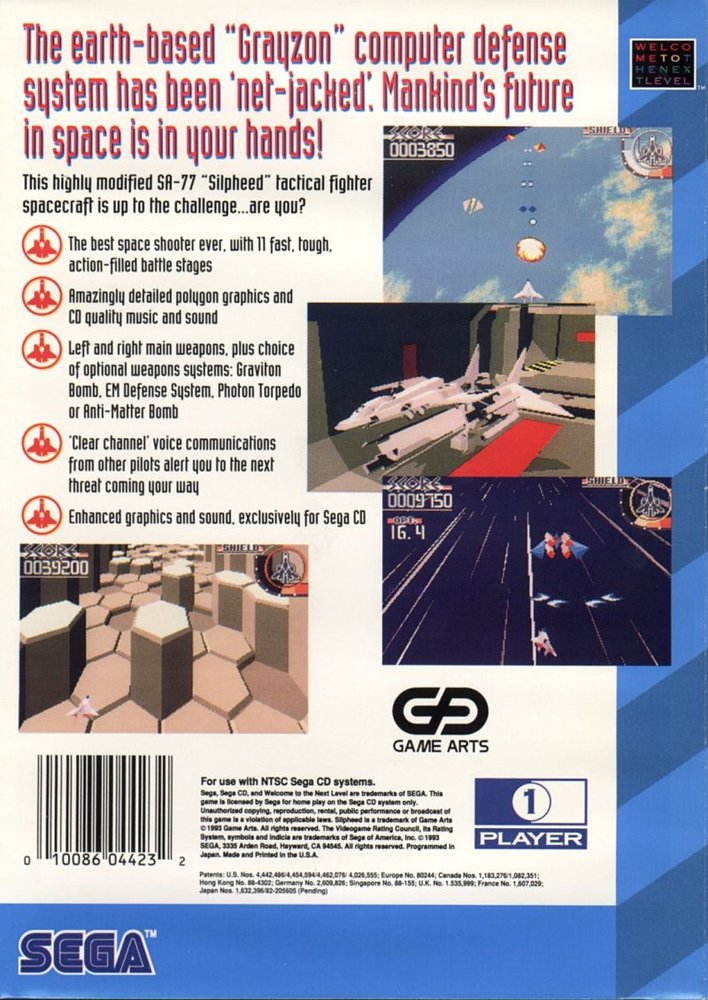 The earth-based “Grayzon” computer defense
system has been ‘net-jacked’. Mankind’s future
in space is in your hands!
WELCO
METOT
HENEX
TLEVEL
TM
This highly modified SA-77 “Silpheed” tactical fighter
spacecraft is up to the challenge...are you?
The best space shooter ever, with 11 fast, tough,
action-filled battle stages
Amazingly detailed polygon graphics and
CD quality music and sound
Left and right main weapons, plus choice
of optional weapons systems: Graviton
Bomb, EM Defense System, Photon Torpedo
or Anti-Matter Bomb
‘Clear channel’ voice communications
from other pilots alert you to the next
threat coming your way
Enhanced graphics and sound, exclusively for Sega CD
SCORE
0003850
SHIELD
SCORE
0009750
OPT.
16.4
SHIELD
SCORE
0039200
SHIELD
GAME ARTS
0 10086 04423 2
For use with NTSC Sega CD systems.
Sega, Sega CD, and Welcome to the Next Level are trademarks of SEGA. This
game is licensed by Sega for home play on the Sega CD system only.
Unauthorized copying, reproduction, rental, public performance or broadcast of
this game is a violation of applicable laws. Silpheed is a trademark of Game Arts
© 1993 Game Arts. All rights reserved. The Videogame Rating Council, its Rating
System, symbols and indicia are trademarks of Sega of America, Inc. © 1993
SEGA, 3335 Arden Road, Hayward, CA 94545. All rights reserved. Programmed in
Japan. Made and Printed in the U.S.A.
Patents: U.S. Nos. 4,442,486/4,454,594/4,462,076/ 4,026,555; Europe No. 80244; Canada Nos. 1,183,276/1,082,351;
Hong Kong No. 88-4302; Germany No. 2,609,826; Singapore No. 88-155; U.K. No. 1,535,999; France No. 1,607,029;
Japan Nos. 1,632,396/82-205605 (Pending)
1
PLAYER
SEGA™